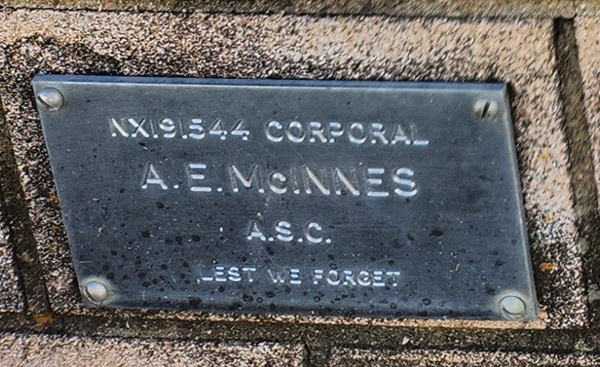 NX191544 CORPORAL
A.E. McINNES
A.S.C.
LEST WE FORGET